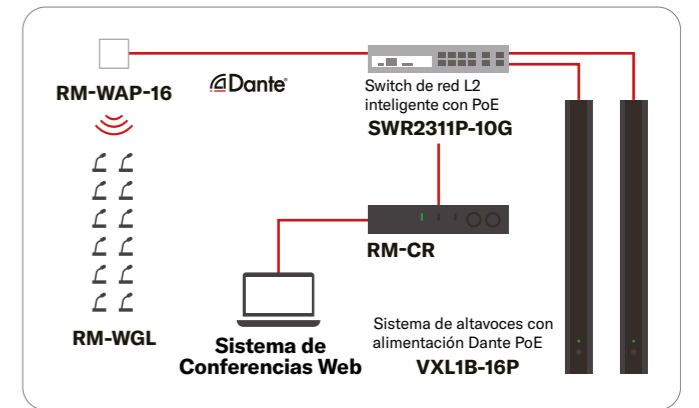 RM-WAP-16
Dante
Switch de red L2
inteligente con PoE
SWR2311P-10G
RM-CR
RM-WGL
Sistema de
Conferencias Web
Sistema de altavoces con
alimentación Dante PoE
VXL1B-16P